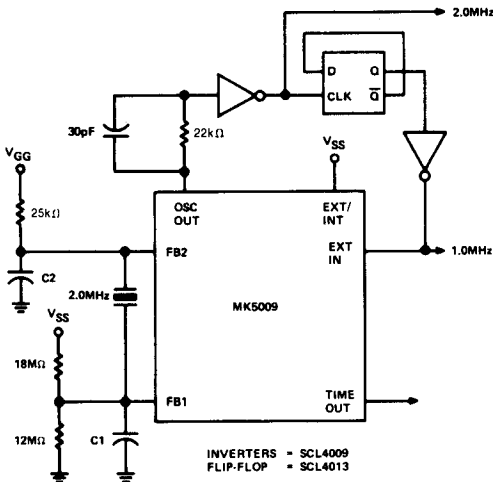 2.0MHz
D Q
CLK Q
30pF
22kΩ
VGG
VSS
25kΩ
OSC OUT
EXT/INT
EXT IN
1.0MHz
FB2
C2
2.0MHz
MK5009
VSS
18MΩ
FB1
TIME OUT
12MΩ
C1
INVERTERS = SCL4009
FLIP-FLOP = SCL4013